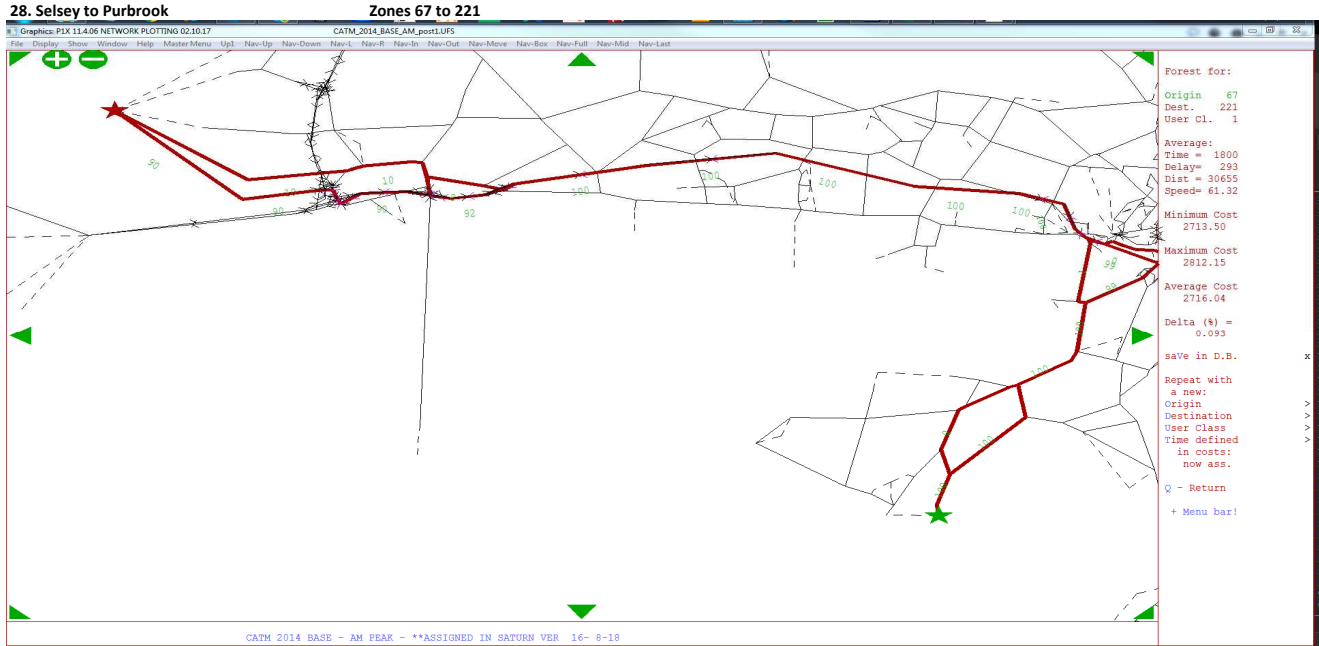 28. Selsey to Purbrook Zones 67 to 221
Graphics: P1X 11.4.06 NETWORK PLOTTING 02.10.17 CATM_2014_BASE_AM_post1.UFS
File Display Show Window Help Master Menu Up1 Nav-Up Nav-Down Nav-L Nav-R Nav-In Nav-Out Nav-Move Nav-Box Nav-Full Nav-Mid Nav-Last
Forest for:
Origin 67
Dest. 221
User Cl. 1
Average:
Time = 1800
Delay= 293
Dist = 30655
Speed= 61.32
Minimum Cost
2713.50
Maximum Cost
2812.15
Average Cost
2716.04
Delta (%) =
0.093
saVe in D.B. x
Repeat with
a new:
Origin >
Destination >
User Class >
Time defined >
in costs:
now ass.
Q - Return
+ Menu bar!
90
10
10
90
90
92
100
100
100
100
100
99
100
100
100
CATM 2014 BASE - AM PEAK - **ASSIGNED IN SATURN VER 16- 8-18